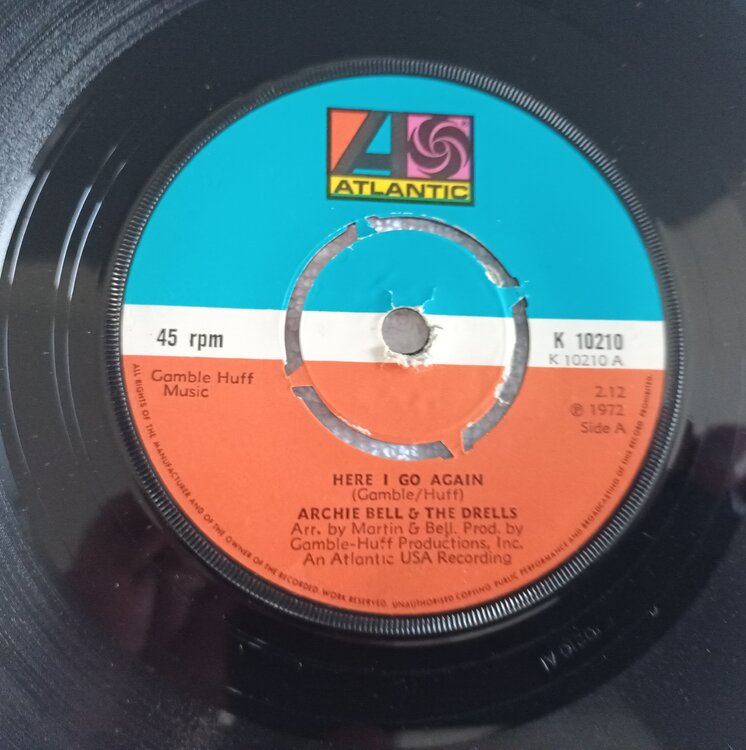 ATLANTIC
45 rpm
K 10210
K 10210 A
Gamble Huff
Music
2.12
℗ 1972
Side A
HERE I GO AGAIN
(Gamble/Huff)
ARCHIE BELL & THE DRELLS
Arr. by Martin & Bell. Prod. by
Gamble-Huff Productions, Inc.
An Atlantic USA Recording
ALL RIGHTS OF THE MANUFACTURER AND OF THE OWNER OF THE RECORDED WORK RESERVED. UNAUTHORISED COPYING PUBLIC PERFORMANCE AND BROADCASTING OF THIS RECORD PROHIBITED.